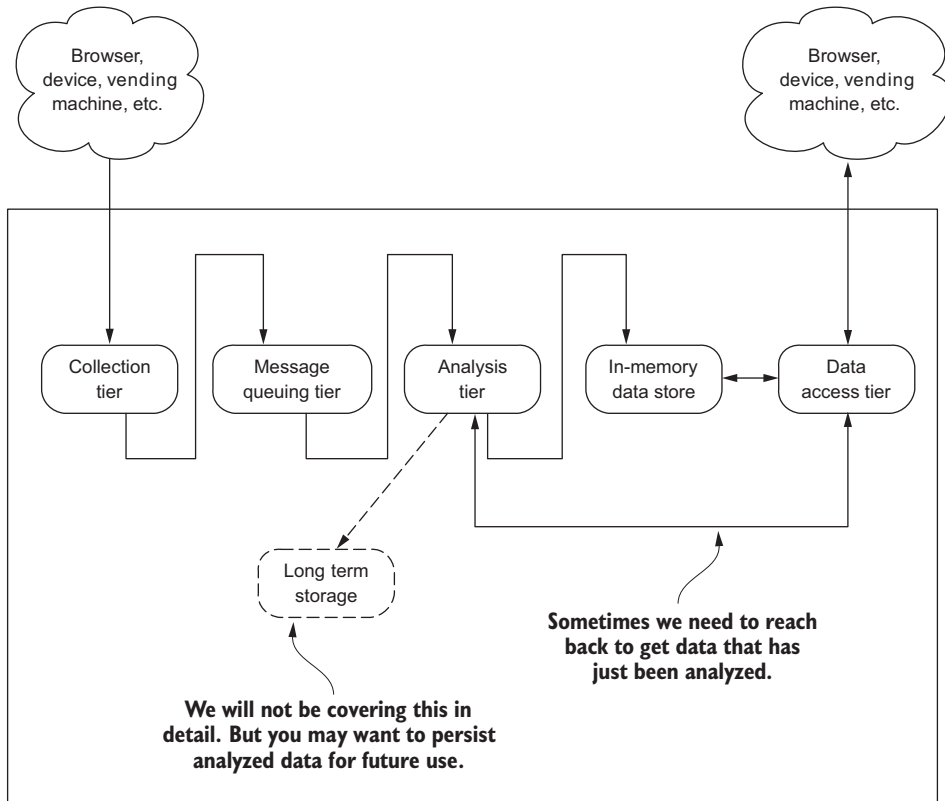 Browser,
device, vending
machine, etc.
Browser,
device, vending
machine, etc.
Collection
tier
Message
queuing tier
Analysis
tier
In-memory
data store
Data
access tier
Long term
storage
Sometimes we need to reach
back to get data that has
just been analyzed.
We will not be covering this in
detail. But you may want to persist
analyzed data for future use.